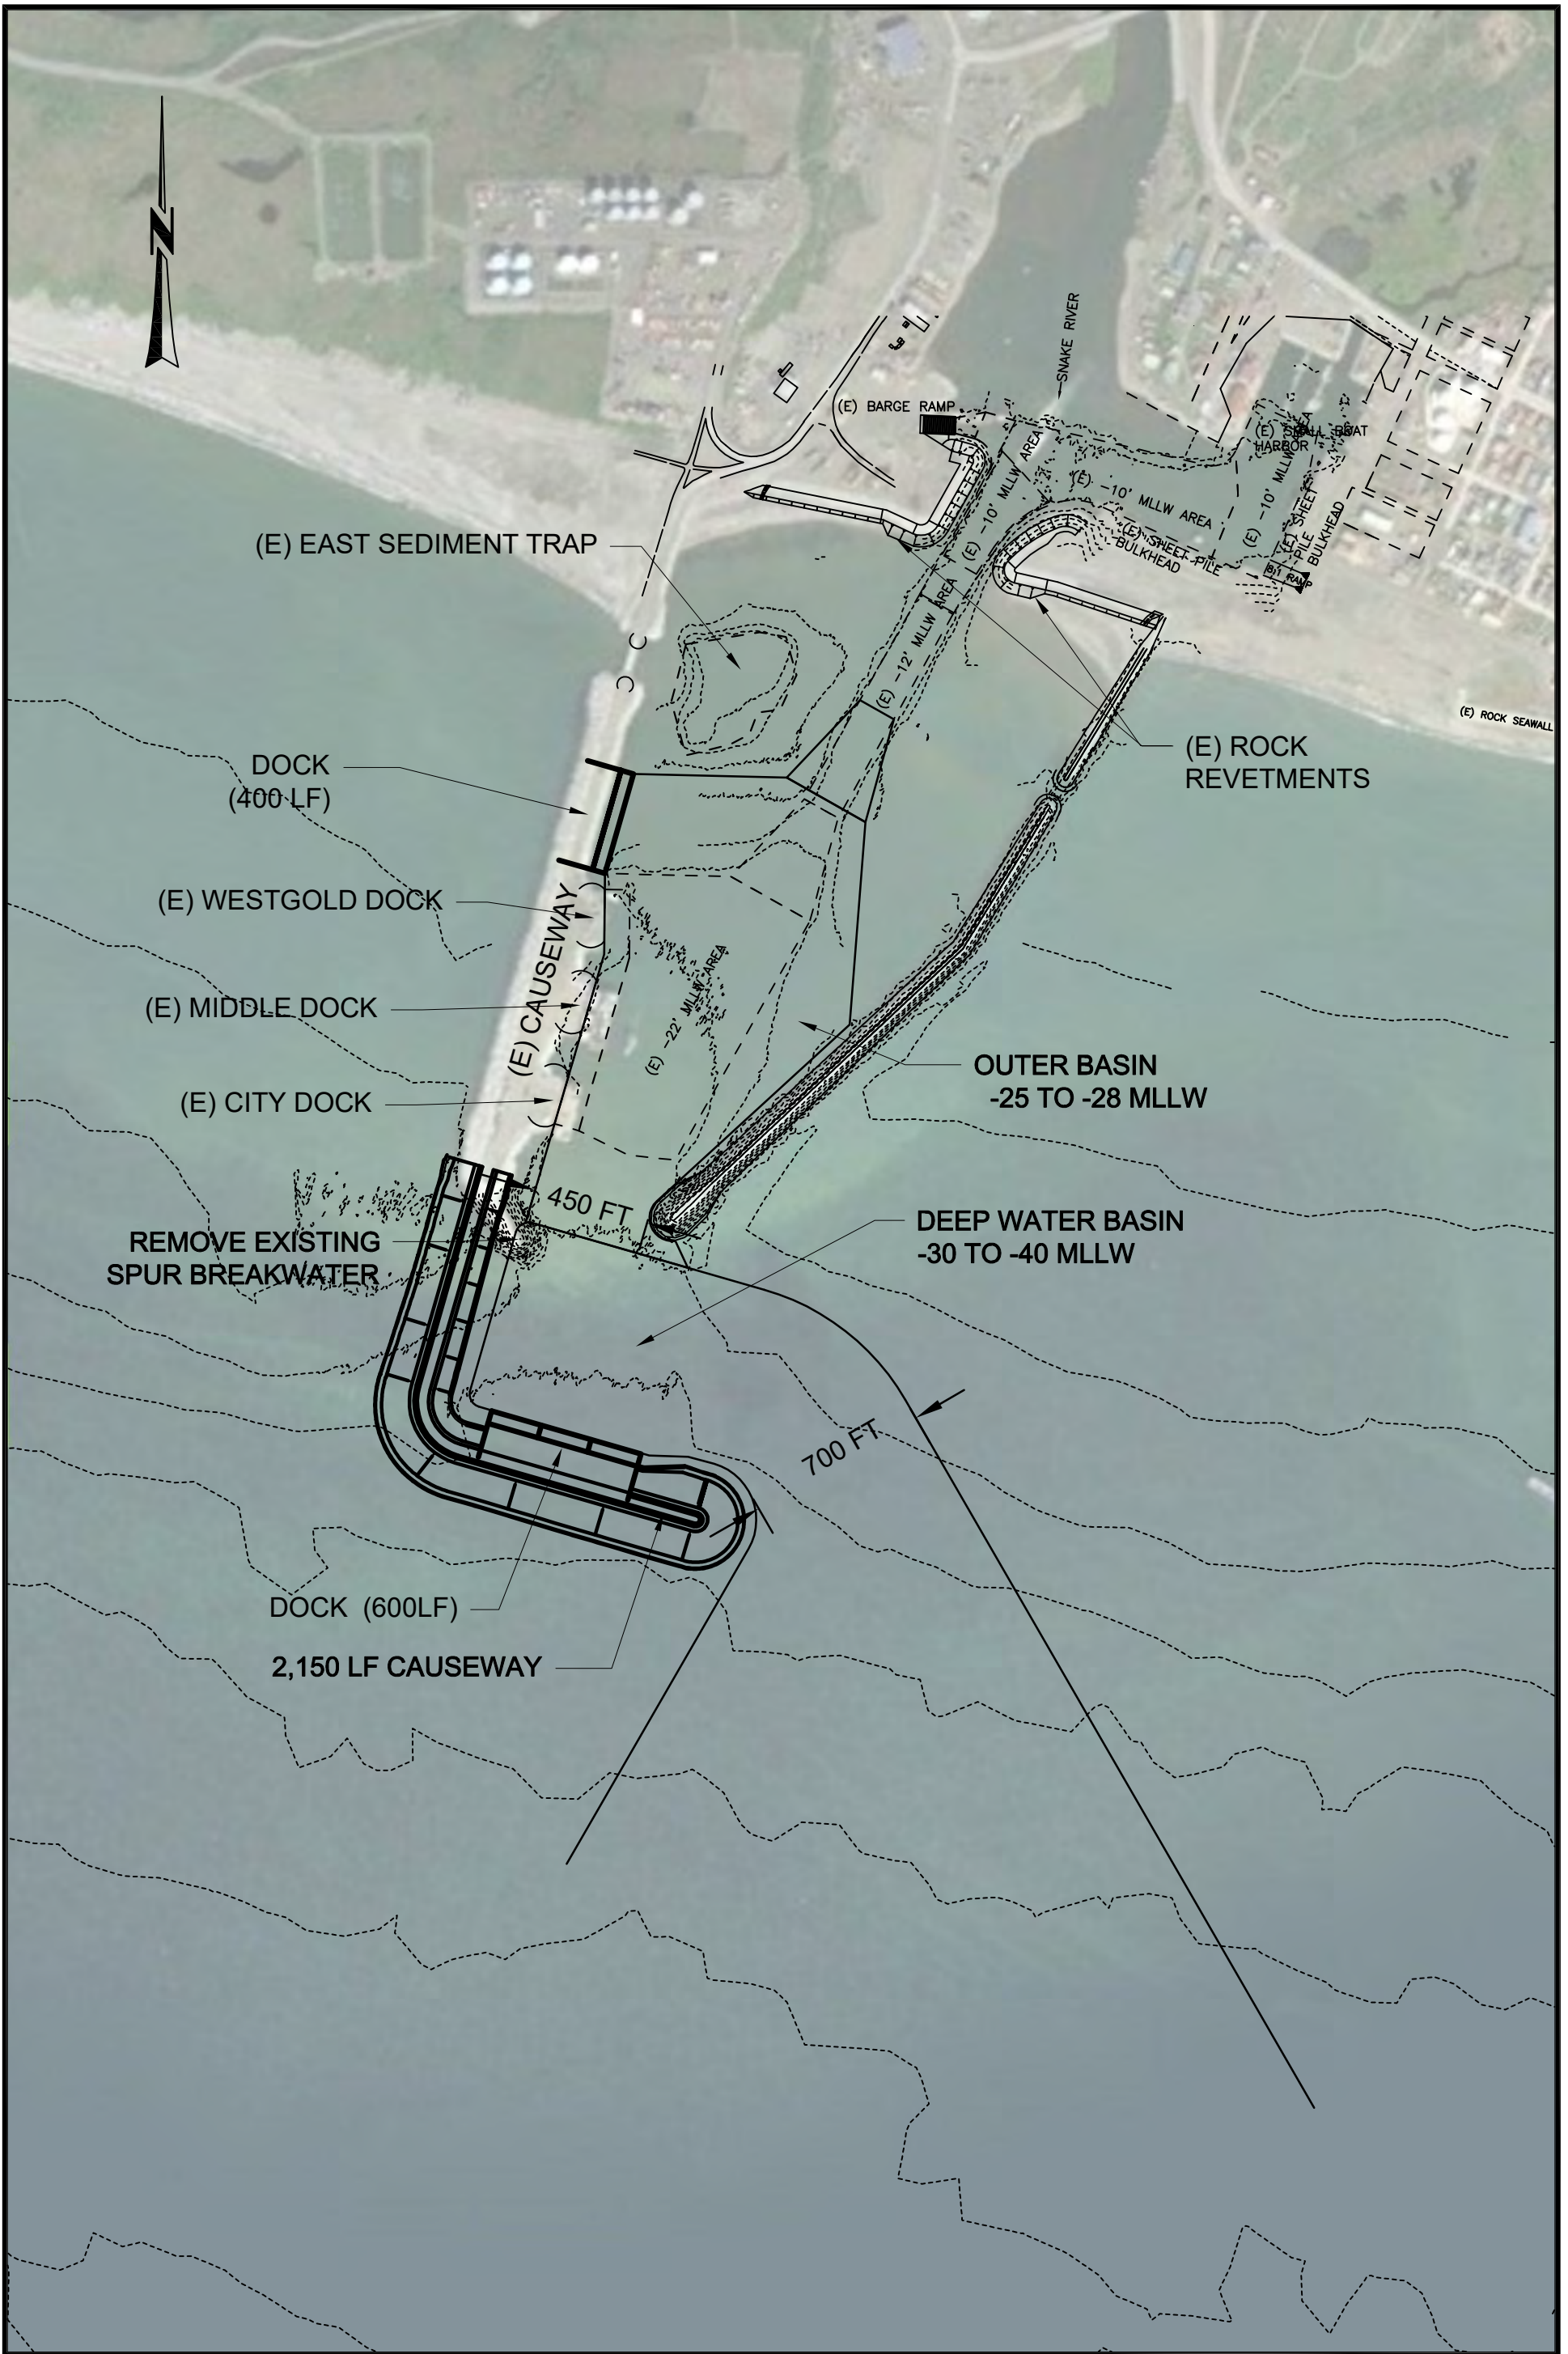 N
SNAKE RIVER
(E) BARGE RAMP
(E) SMALL BOAT
HARBOR
(E) -10' MLLW AREA
(E) -10' MLLW AREA
(E) -10' MLLW AREA
(E) SHEET PILE
BULKHEAD
(E) SHEET
PILE
BULKHEAD
RAMP
(E) EAST SEDIMENT TRAP
(E) -12' MLLW AREA
(E) ROCK SEAWALL
(E) ROCK
REVETMENTS
DOCK
(400 LF)
(E) WESTGOLD DOCK
(E) CAUSEWAY
(E) MIDDLE DOCK
(E) -22' MLLW AREA
(E) CITY DOCK
OUTER BASIN
-25 TO -28 MLLW
450 FT
REMOVE EXISTING
SPUR BREAKWATER
DEEP WATER BASIN
-30 TO -40 MLLW
700 FT
DOCK (600LF)
2,150 LF CAUSEWAY